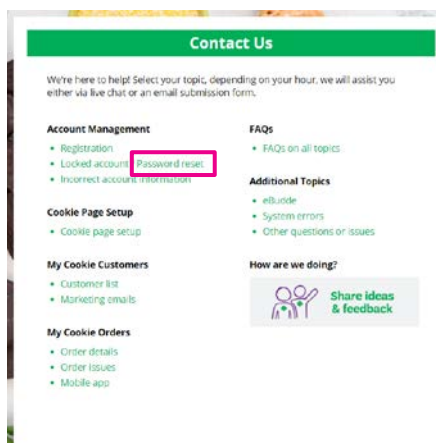 Contact Us
We're here to help! Select your topic, depending on your hour, we will assist you
either via live chat or an email submission form.
Account Management
• Registration
• Locked account Password reset
• Incorrect account information
Cookie Page Setup
• Cookie page setup
My Cookie Customers
• Customer list
• Marketing emails
My Cookie Orders
• Order details
• Order issues
• Mobile app
FAQs
• FAQs on all topics
Additional Topics
• eBudde
• System errors
• Other questions or issues
How are we doing?
Share ideas
& feedback